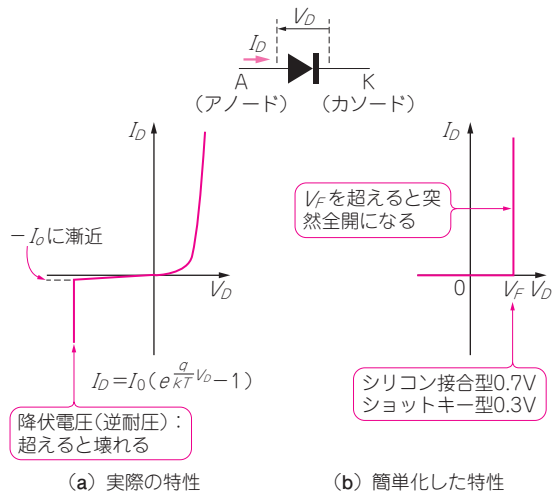 V_D
I_D
A
K
（アノード）
（カソード）
I_D
−I_oに漸近
V_D
I_D＝I_0(e^{\frac{q}{kT}V_D}−1)
降伏電圧(逆耐圧)：
超えると壊れる
（a）実際の特性
I_D
V_Fを超えると突
然全開になる
0
V_F
V_D
シリコン接合型0.7V
ショットキー型0.3V
（b）簡単化した特性